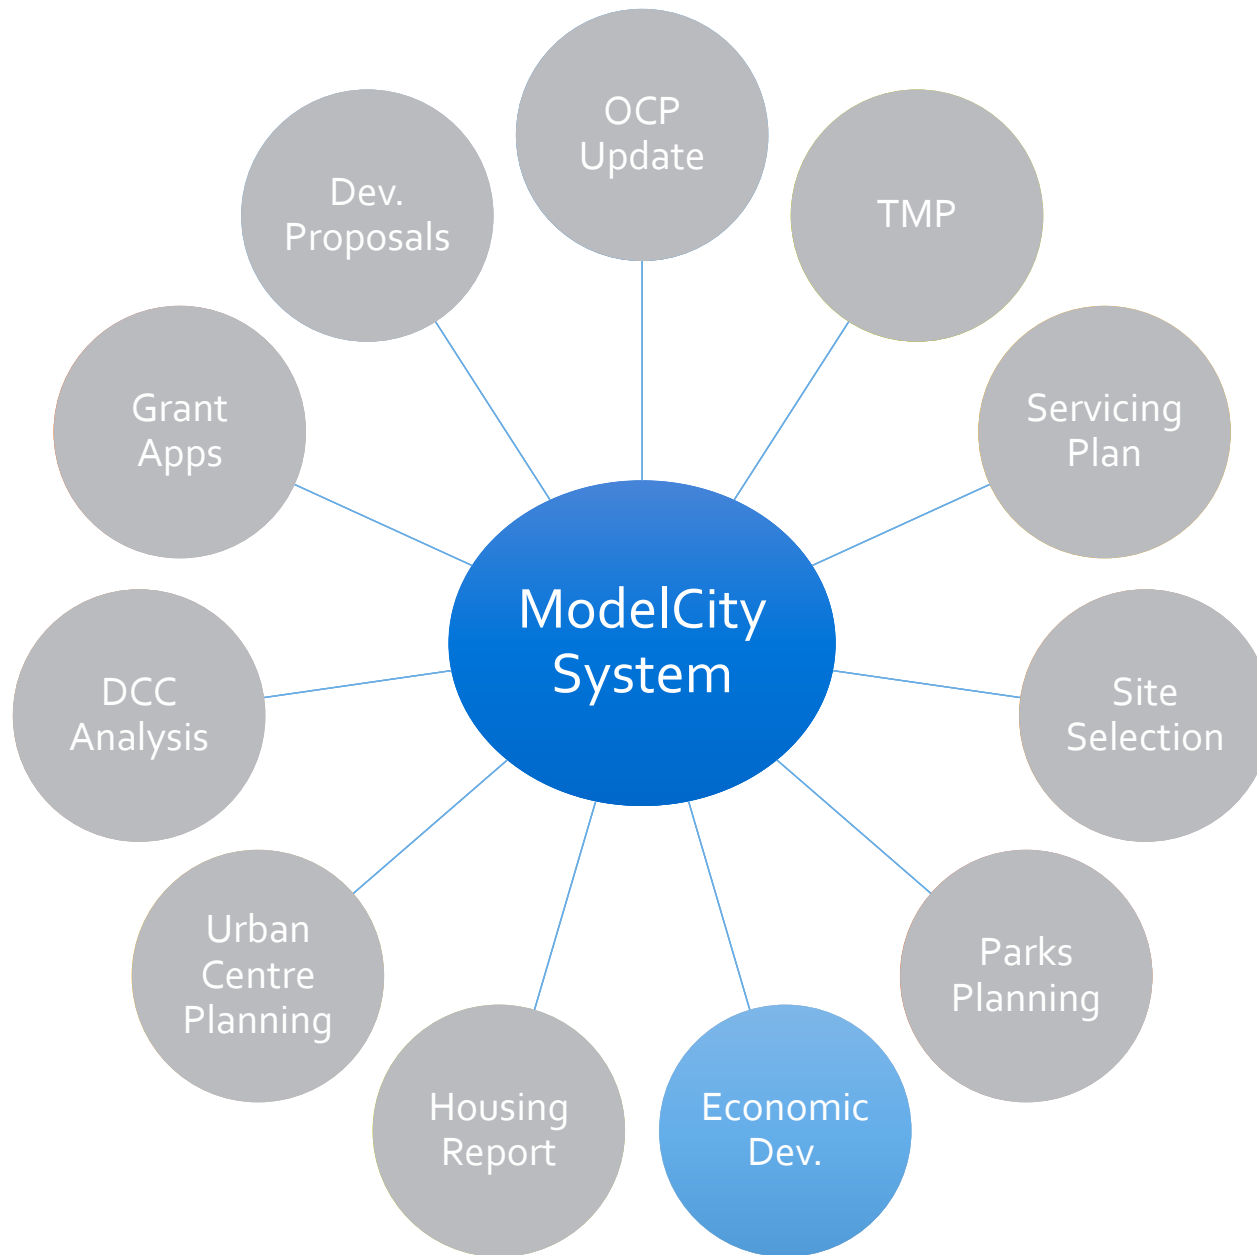 OCP
Update
TMP
Servicing
Plan
Site
Selection
Parks
Planning
Economic
Dev.
Housing
Report
Urban
Centre
Planning
DCC
Analysis
Grant
Apps
Dev.
Proposals
ModelCity
System